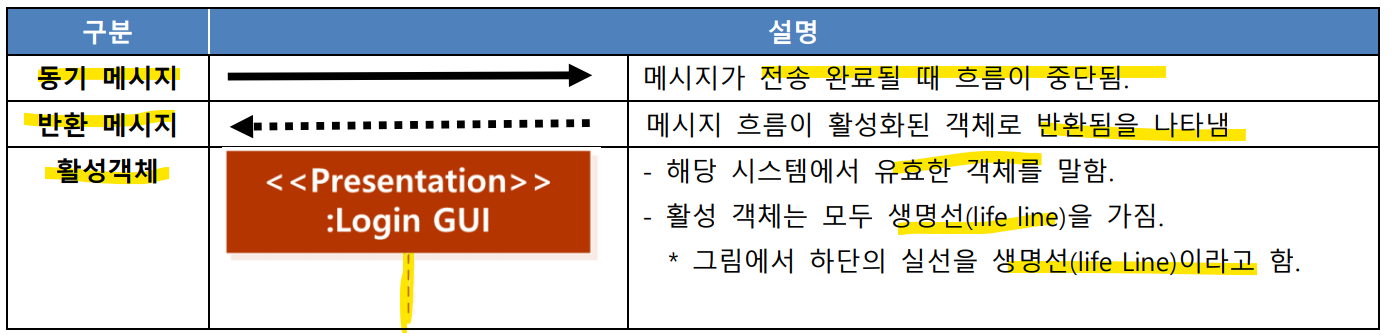 구분 설명
동기 메시지 메시지가 전송 완료될 때 흐름이 중단됨.
반환 메시지 메시지 흐름이 활성화된 객체로 반환됨을 나타냄
활성객체
<<Presentation>>
:Login GUI
- 해당 시스템에서 유효한 객체를 말함.
- 활성 객체는 모두 생명선(life line)을 가짐.
* 그림에서 하단의 실선을 생명선(life Line)이라고 함.